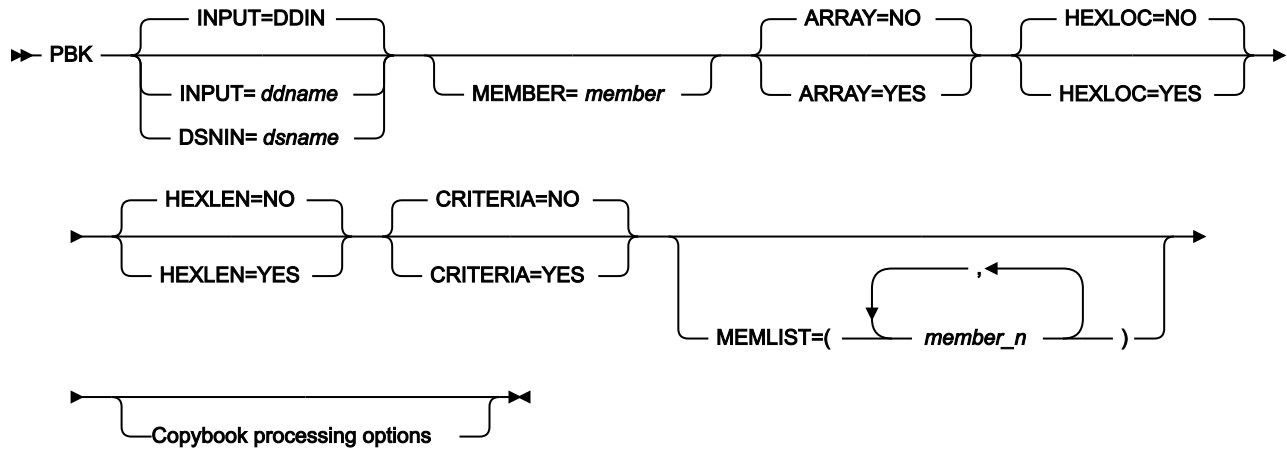 INPUT=DDIN
ARRAY=NO
HEXLOC=NO
PBK
INPUT= ddname
MEMBER= member
ARRAY=YES
HEXLOC=YES
DSNIN= dsname
HEXLEN=NO
CRITERIA=NO
HEXLEN=YES
CRITERIA=YES
,
MEMLIST=( member_n )
Copybook processing options